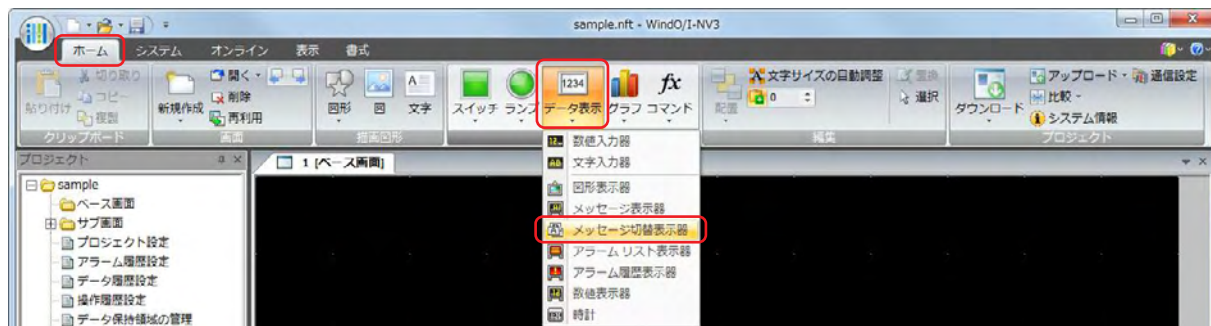 sample.nft - WindO/I-NV3
ホーム システム オンライン 表示 書式
切り取り コピー 複製 貼り付け クリップボード
新規作成 開く 削除 再利用 画面
図形 図 文字 描画図形
スイッチ ランプ データ表示 グラフ コマンド
1234 fx
配置 文字サイズの自動調整 0 置換 選択 編集
ダウンロード アップロード 比較 システム情報 通信設定 プロジェクト
プロジェクト
1 [ベース画面]
sample
ベース画面
サブ画面
プロジェクト設定
アラーム履歴設定
データ履歴設定
操作履歴設定
データ保持領域の管理
数値入力器
文字入力器
図形表示器
メッセージ表示器
メッセージ切替表示器
アラーム リスト表示器
アラーム履歴表示器
数値表示器
時計